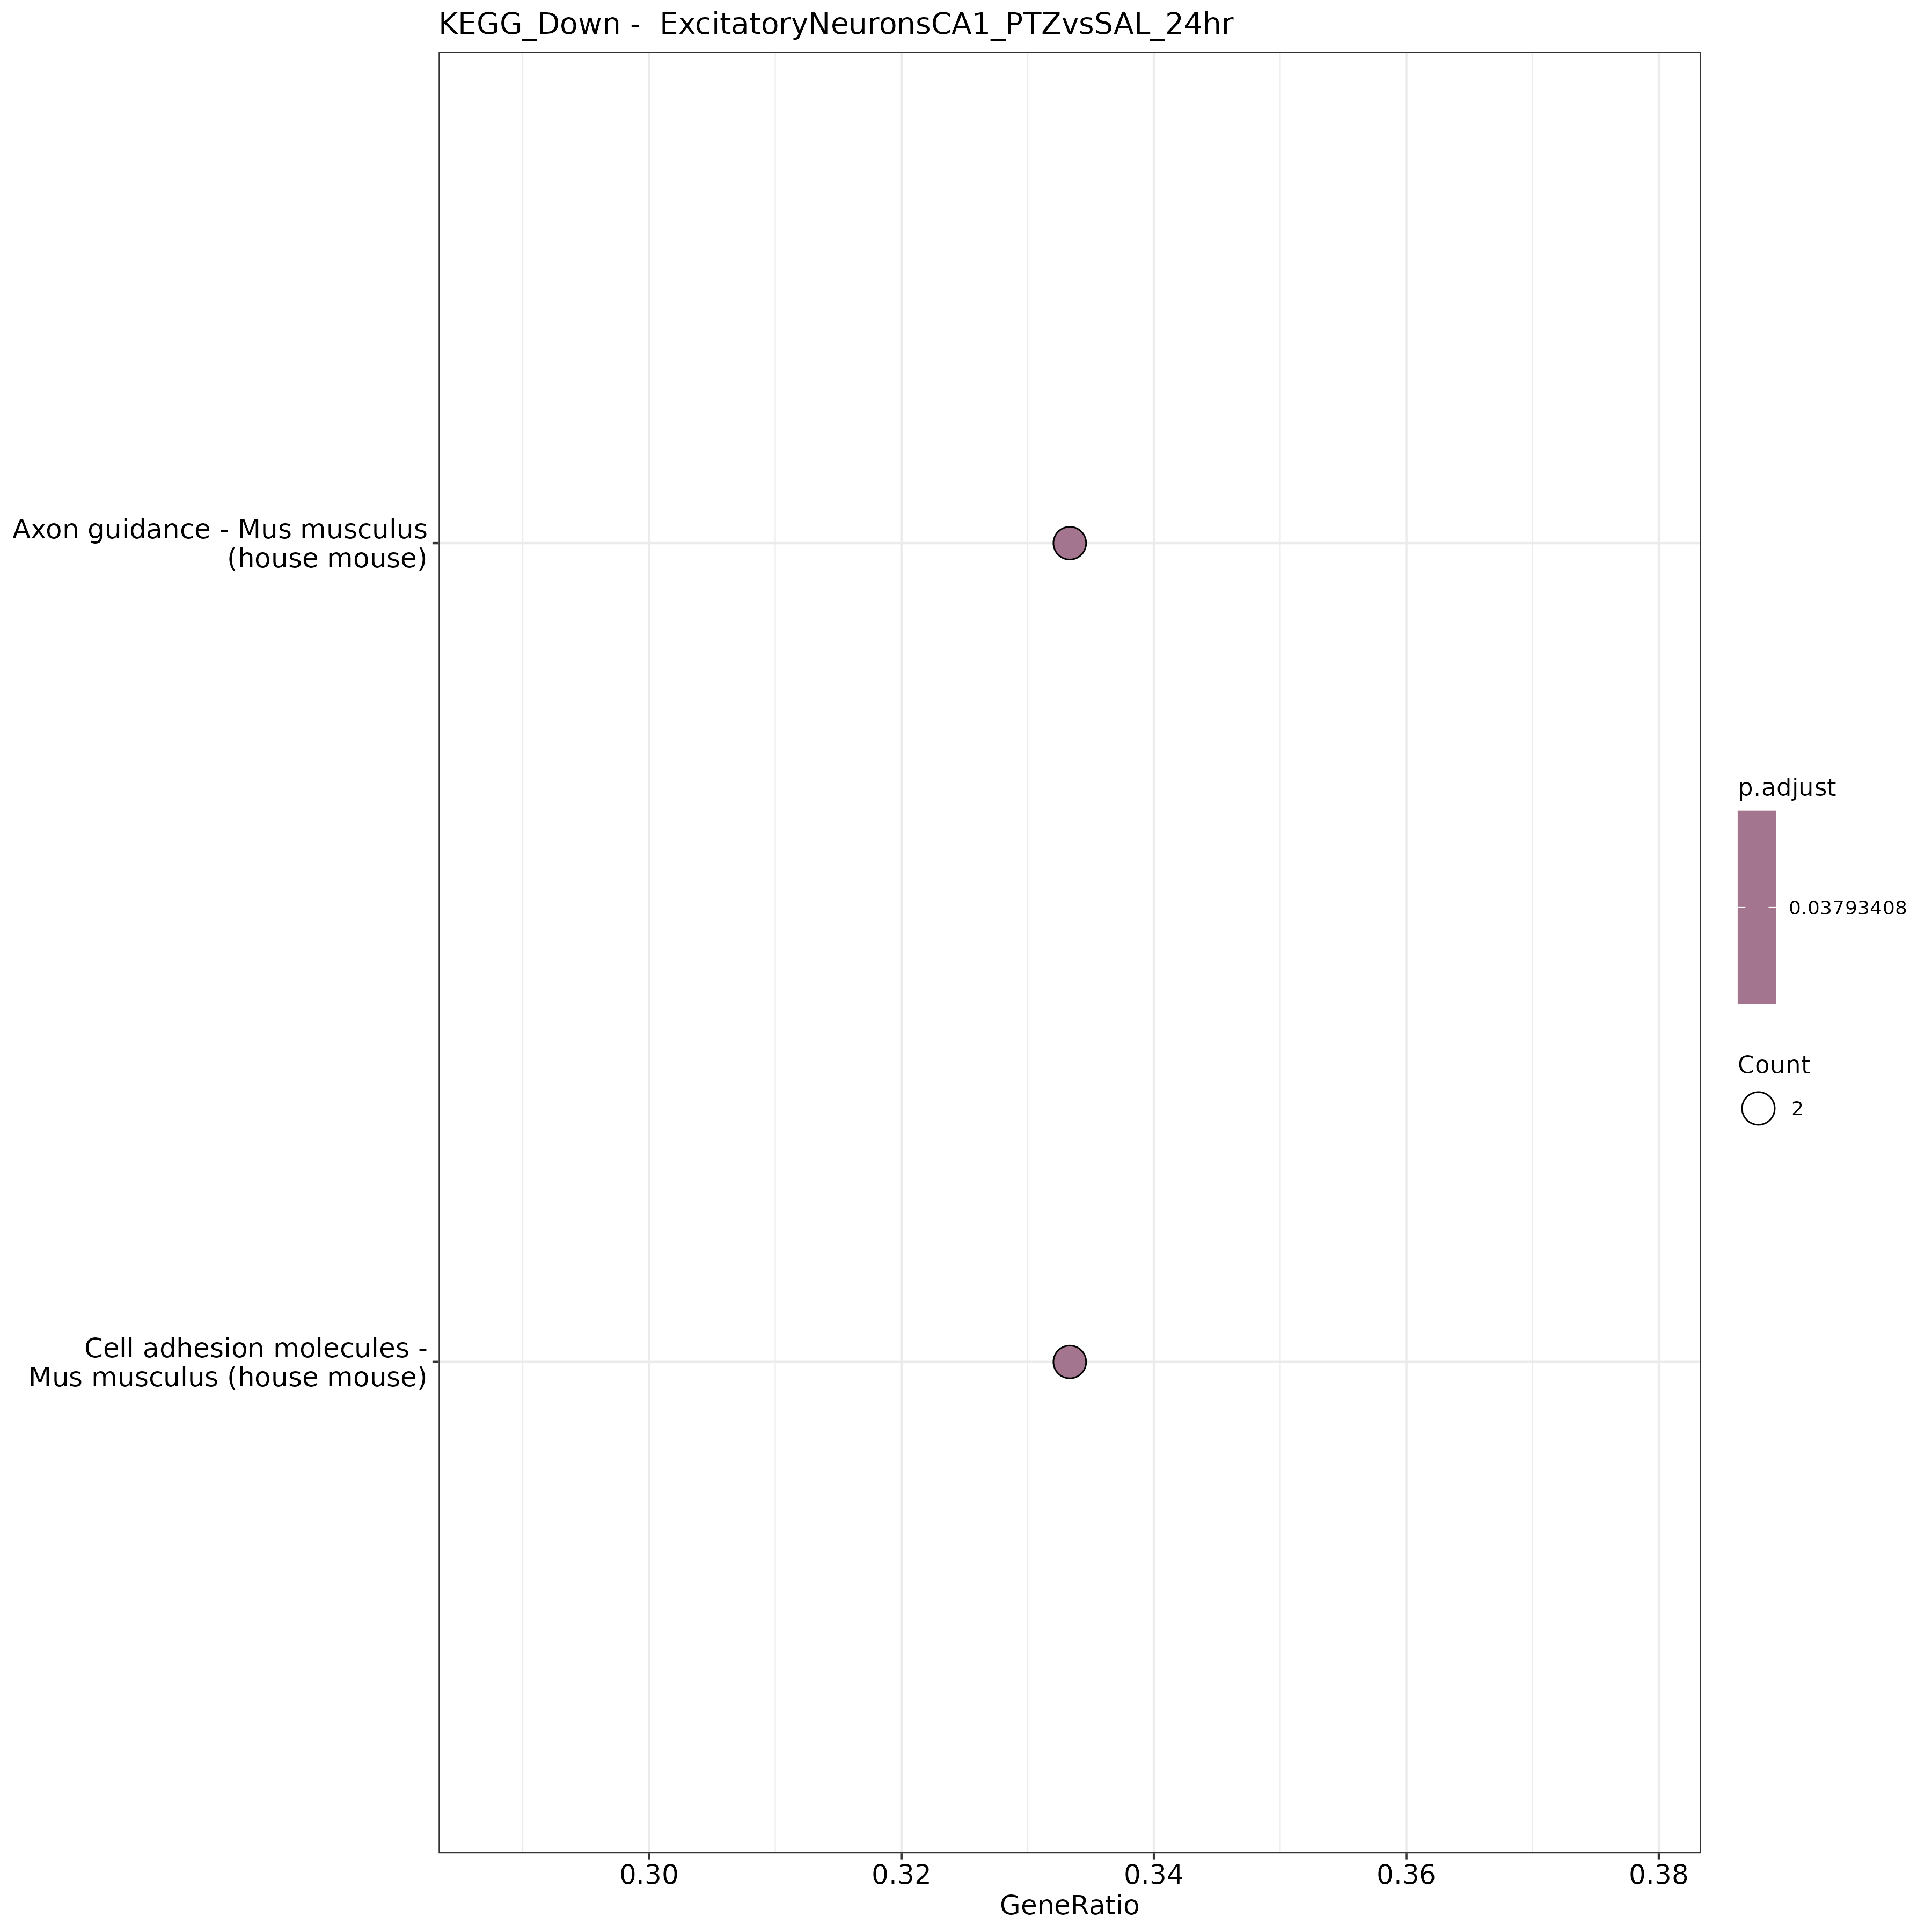 KEGG_Down -  ExcitatoryNeuronsCA1_PTZvsSAL_24hr
Axon guidance - Mus musculus
(house mouse)
Cell adhesion molecules -
Mus musculus (house mouse)
0.30
0.32
0.34
0.36
0.38
GeneRatio
p.adjust
0.03793408
Count
2